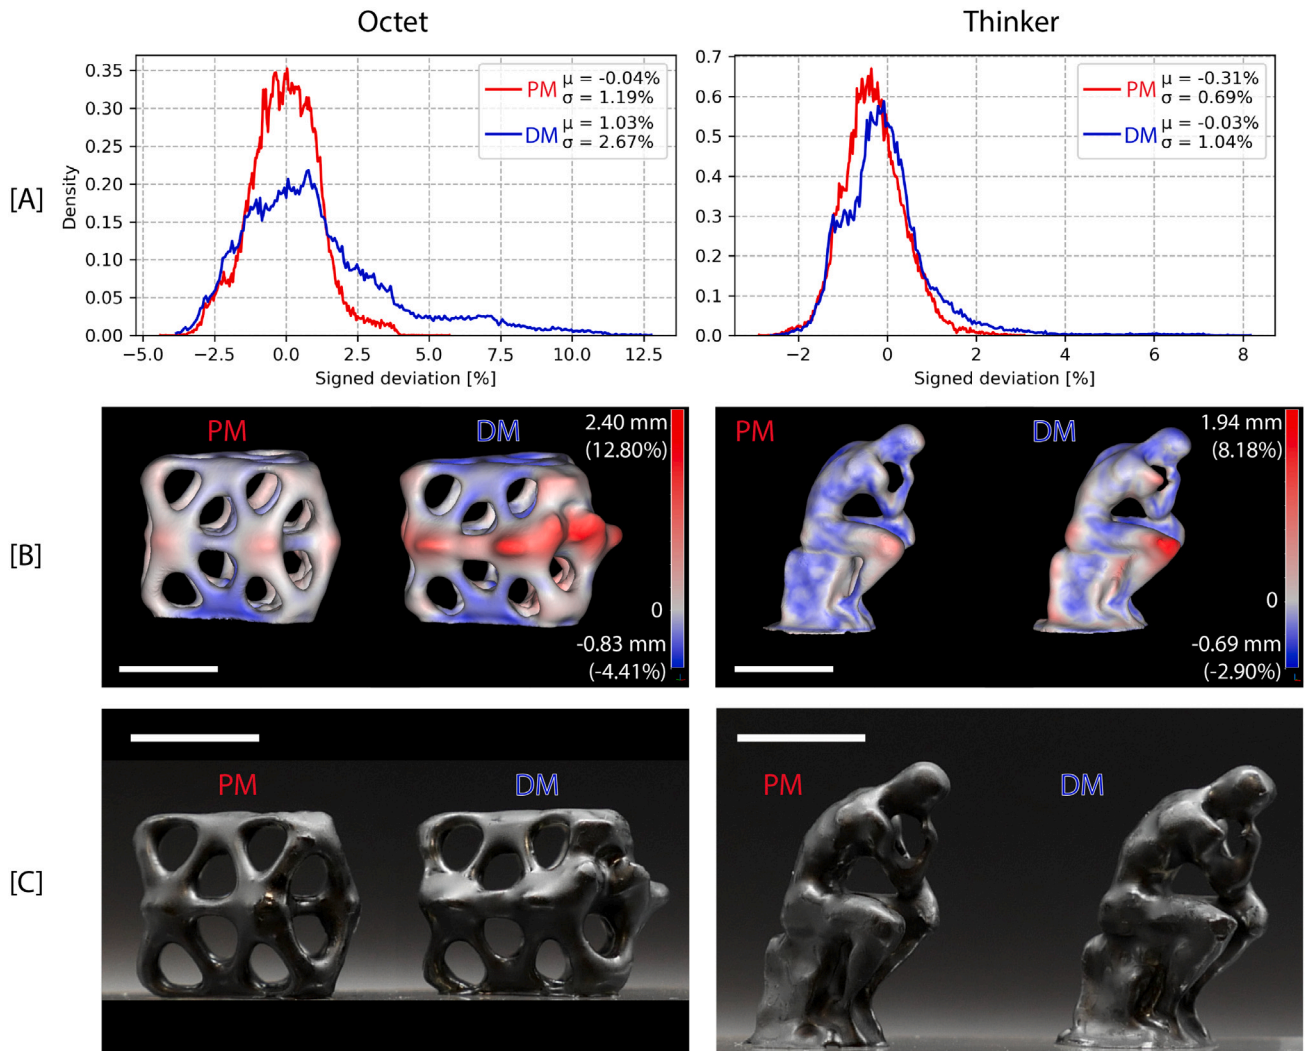 Octet
Thinker
[A]
Density
0.35
0.30
0.25
0.20
0.15
0.10
0.05
0.00
−5.0 −2.5 0.0 2.5 5.0 7.5 10.0 12.5
Signed deviation [%]
PM μ = -0.04%
σ = 1.19%
DM μ = 1.03%
σ = 2.67%
0.7
0.6
0.5
0.4
0.3
0.2
0.1
0.0
−2 0 2 4 6 8
Signed deviation [%]
PM μ = -0.31%
σ = 0.69%
DM μ = -0.03%
σ = 1.04%
[B]
PM
DM
2.40 mm
(12.80%)
0
-0.83 mm
(-4.41%)
PM
DM
1.94 mm
(8.18%)
0
-0.69 mm
(-2.90%)
[C]
PM
DM
PM
DM